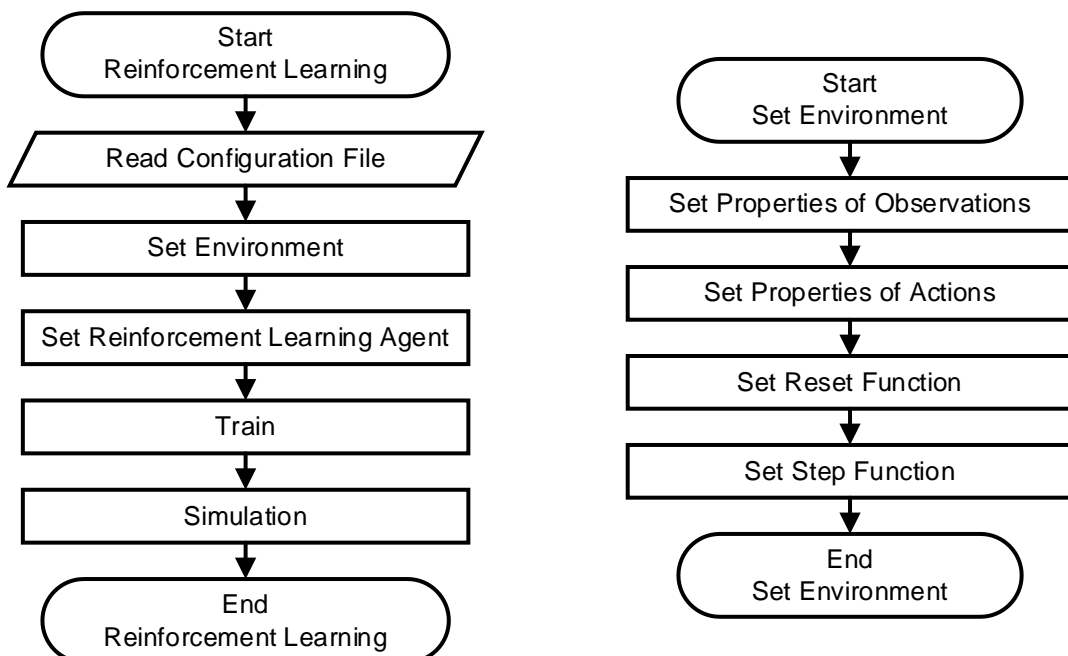 Start
Reinforcement Learning
Read Configuration File
Set Environment
Set Reinforcement Learning Agent
Train
Simulation
End
Reinforcement Learning
Start
Set Environment
Set Properties of Observations
Set Properties of Actions
Set Reset Function
Set Step Function
End
Set Environment